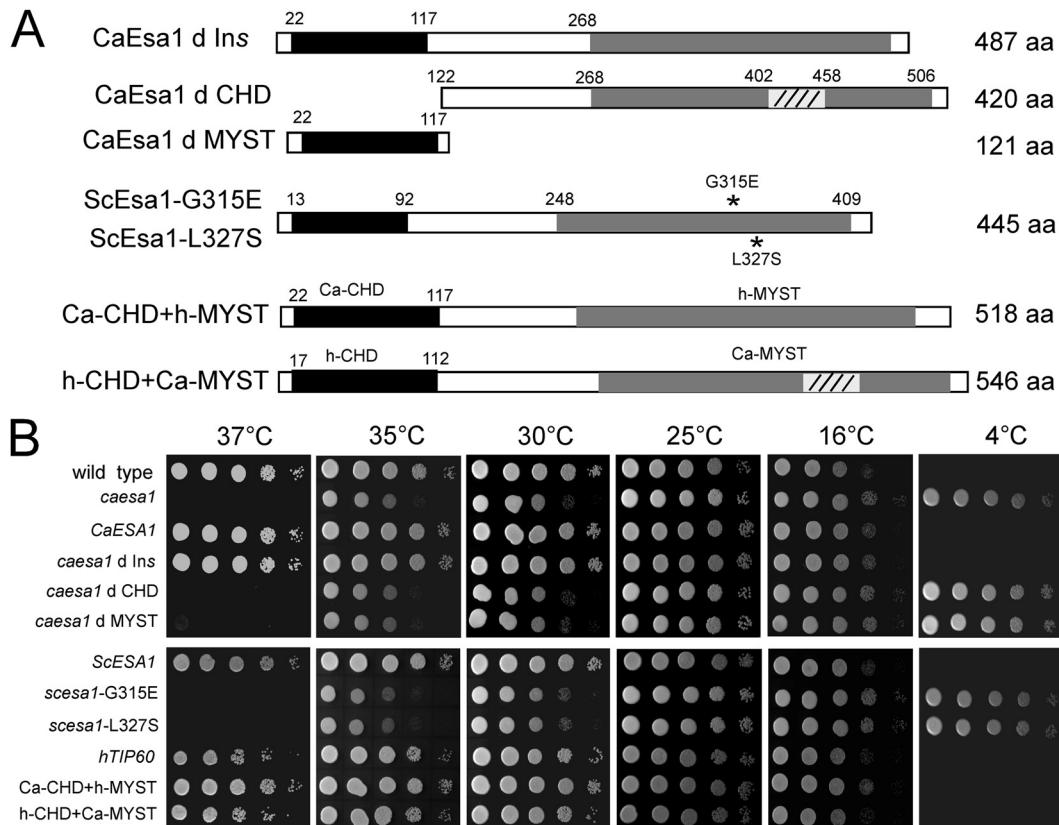 A
CaEsa1 d Ins
22 117 268
487 aa
CaEsa1 d CHD
122 268 402 458 506
420 aa
CaEsa1 d MYST
22 117
121 aa
ScEsa1-G315E
ScEsa1-L327S
13 92 248 409
G315E
*
*
L327S
445 aa
Ca-CHD+h-MYST
22 117
Ca-CHD
h-MYST
518 aa
h-CHD+Ca-MYST
17 112
h-CHD
Ca-MYST
546 aa
B
37°C 35°C 30°C 25°C 16°C 4°C
wild type
caesa1
CaESA1
caesa1 d Ins
caesa1 d CHD
caesa1 d MYST
ScESA1
scesa1-G315E
scesa1-L327S
hTIP60
Ca-CHD+h-MYST
h-CHD+Ca-MYST